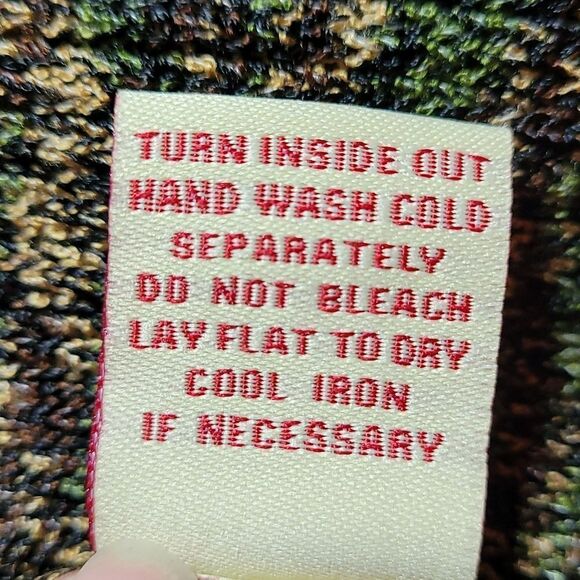 TURN INSIDE OUT
HAND WASH COLD
SEPARATELY
DO NOT BLEACH
LAY FLAT TO DRY
COOL IRON
IF NECESSARY